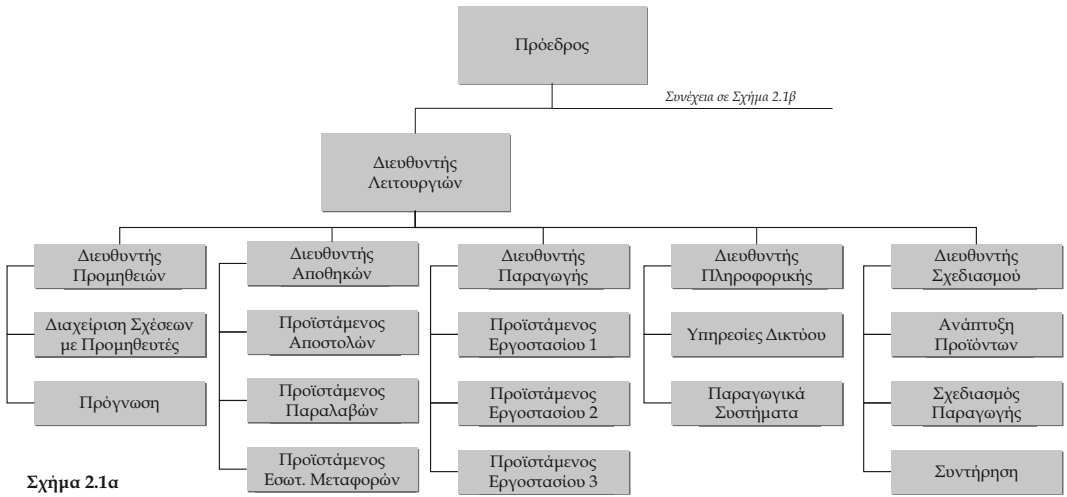 Πρόεδρος
Συνέχεια σε Σχήμα 2.1β
Διευθυντής
Λειτουργιών
Διευθυντής
Προμηθειών
Διαχείριση Σχέσεων
με Προμηθευτές
Πρόγνωση
Διευθυντής
Αποθηκών
Προϊστάμενος
Αποστολών
Προϊστάμενος
Παραλαβών
Προϊστάμενος
Εσωτ. Μεταφορών
Διευθυντής
Παραγωγής
Προϊστάμενος
Εργοστασίου 1
Προϊστάμενος
Εργοστασίου 2
Προϊστάμενος
Εργοστασίου 3
Διευθυντής
Πληροφορικής
Υπηρεσίες Δικτύου
Παραγωγικά
Συστήματα
Διευθυντής
Σχεδιασμού
Ανάπτυξη
Προϊόντων
Σχεδιασμός
Παραγωγής
Συντήρηση
Σχήμα 2.1α